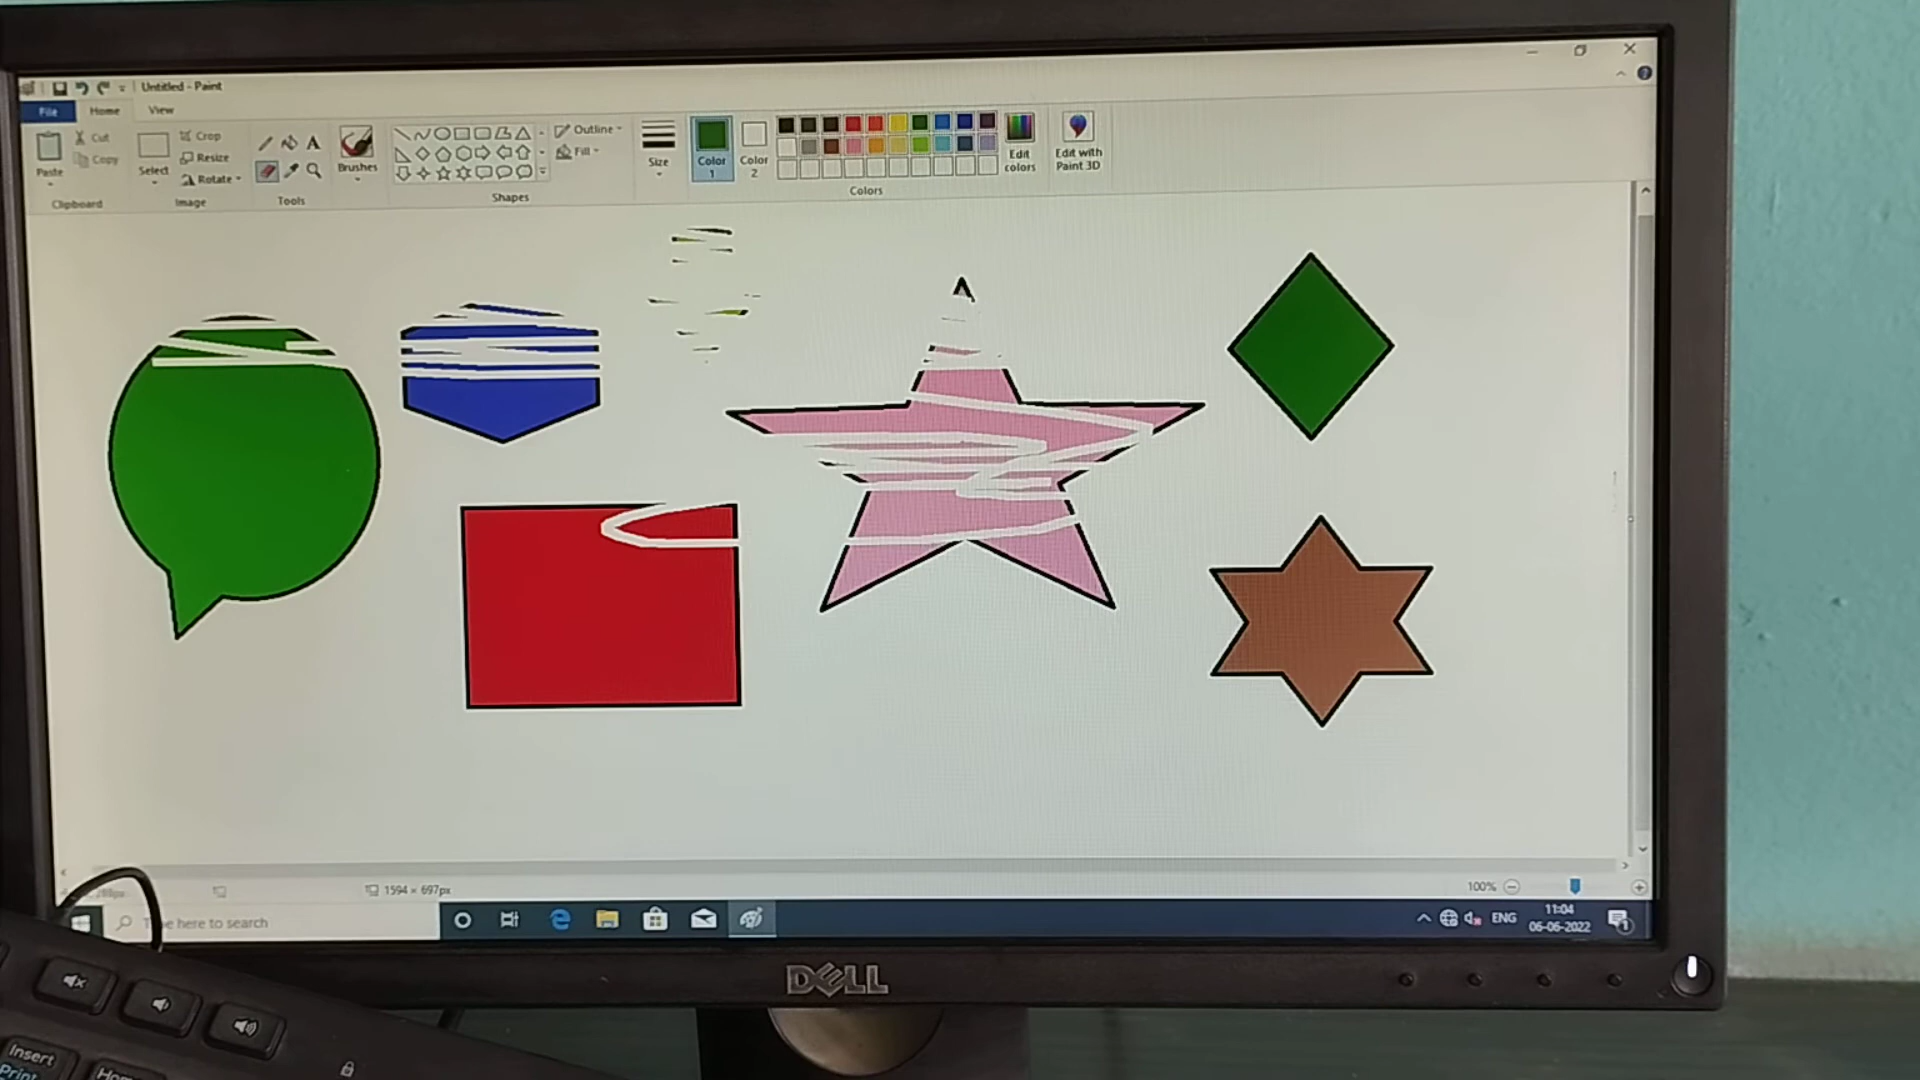 Untitled - Paint
File Home View
Paste
Cut
Copy
Clipboard
Select
Crop
Resize
Rotate
Image
A
Tools
Brushes
Shapes
Outline
Fill
Size
Color
1
Color
2
Colors
Edit
colors
Edit with
Paint 3D
1594 × 697px
100%
here to search
ENG
11:04
06-06-2022
1
DELL
Insert